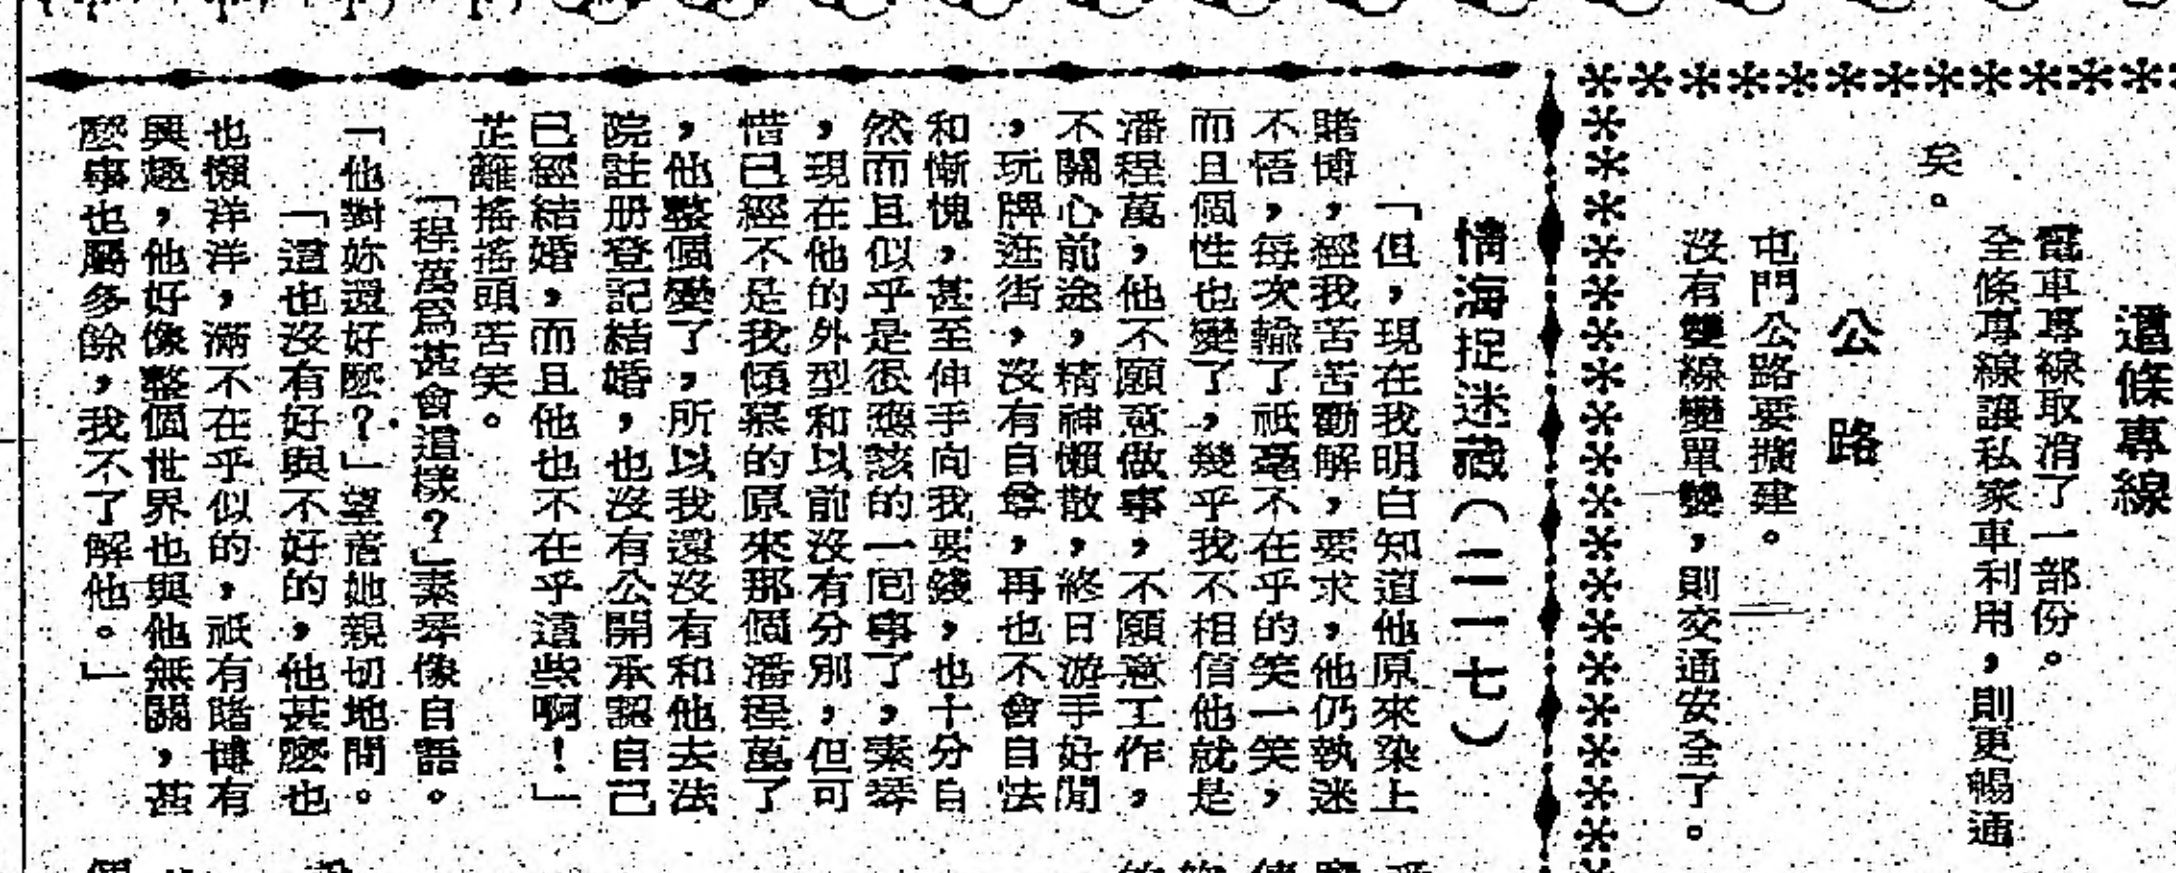 這條專線
電車專線取消了一部份。
全條專線讓私家車利用，則更暢通
矣。
公路
屯門公路要擴建。
沒有雙線變單雙，則交通安全了。
情海捉迷藏（二一七）
「但，現在我明白知道他原來染上
賭博，經我苦苦勸解，要求，他仍執迷
不悟，每次輸了祇毫不在乎的笑一笑，
而且個性也變了，幾乎我不相信他就是
潘程萬，他不願意做事，不願意工作，
不關心前途，精神懶散，終日游手好閒
，玩牌逛街，沒有自尊，再也不會自怯
和慚愧，甚至伸手向我要錢，也十分自
然而且似乎是很應該的一囘事了，素琴
，現在他的外型和以前沒有分別，但可
惜已經不是我傾慕的原來那個潘程萬了
，他整個變了，所以我還沒有和他去法
院註册登記結婚，也沒有公開承認自己
已經結婚，而且他也不在乎這些啊！」
芷蘿搖搖頭苦笑。
「程萬爲甚會這樣？」素琴像自語。
「他對妳還好麼？」望着她親切地問。
「這也沒有好與不好的，他甚麼也
也懶洋洋，滿不在乎似的，祇有賭博有
興趣，他好像整個世界也與他無關，甚
麼事也屬多餘，我不了解他。」